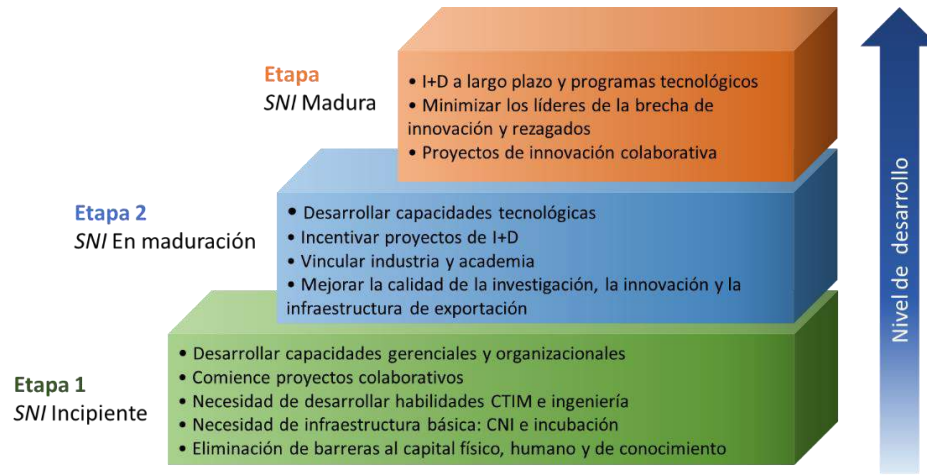 Etapa
SNI Madura
• I+D a largo plazo y programas tecnológicos
• Minimizar los líderes de la brecha de
innovación y rezagados
• Proyectos de innovación colaborativa
Etapa 2
SNI En maduración
• Desarrollar capacidades tecnológicas
• Incentivar proyectos de I+D
• Vincular industria y academia
• Mejorar la calidad de la investigación, la innovación y la
infraestructura de exportación
Etapa 1
SNI Incipiente
• Desarrollar capacidades gerenciales y organizacionales
• Comience proyectos colaborativos
• Necesidad de desarrollar habilidades CTIM e ingeniería
• Necesidad de infraestructura básica: CNI e incubación
• Eliminación de barreras al capital físico, humano y de conocimiento
Nivel de desarrollo